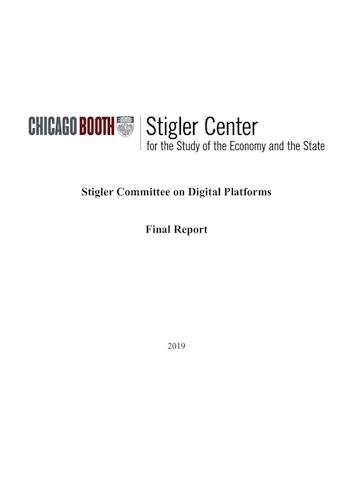 CHICAGO BOOTH
Stigler Center
for the Study of the Economy and the State
Stigler Committee on Digital Platforms
Final Report
2019